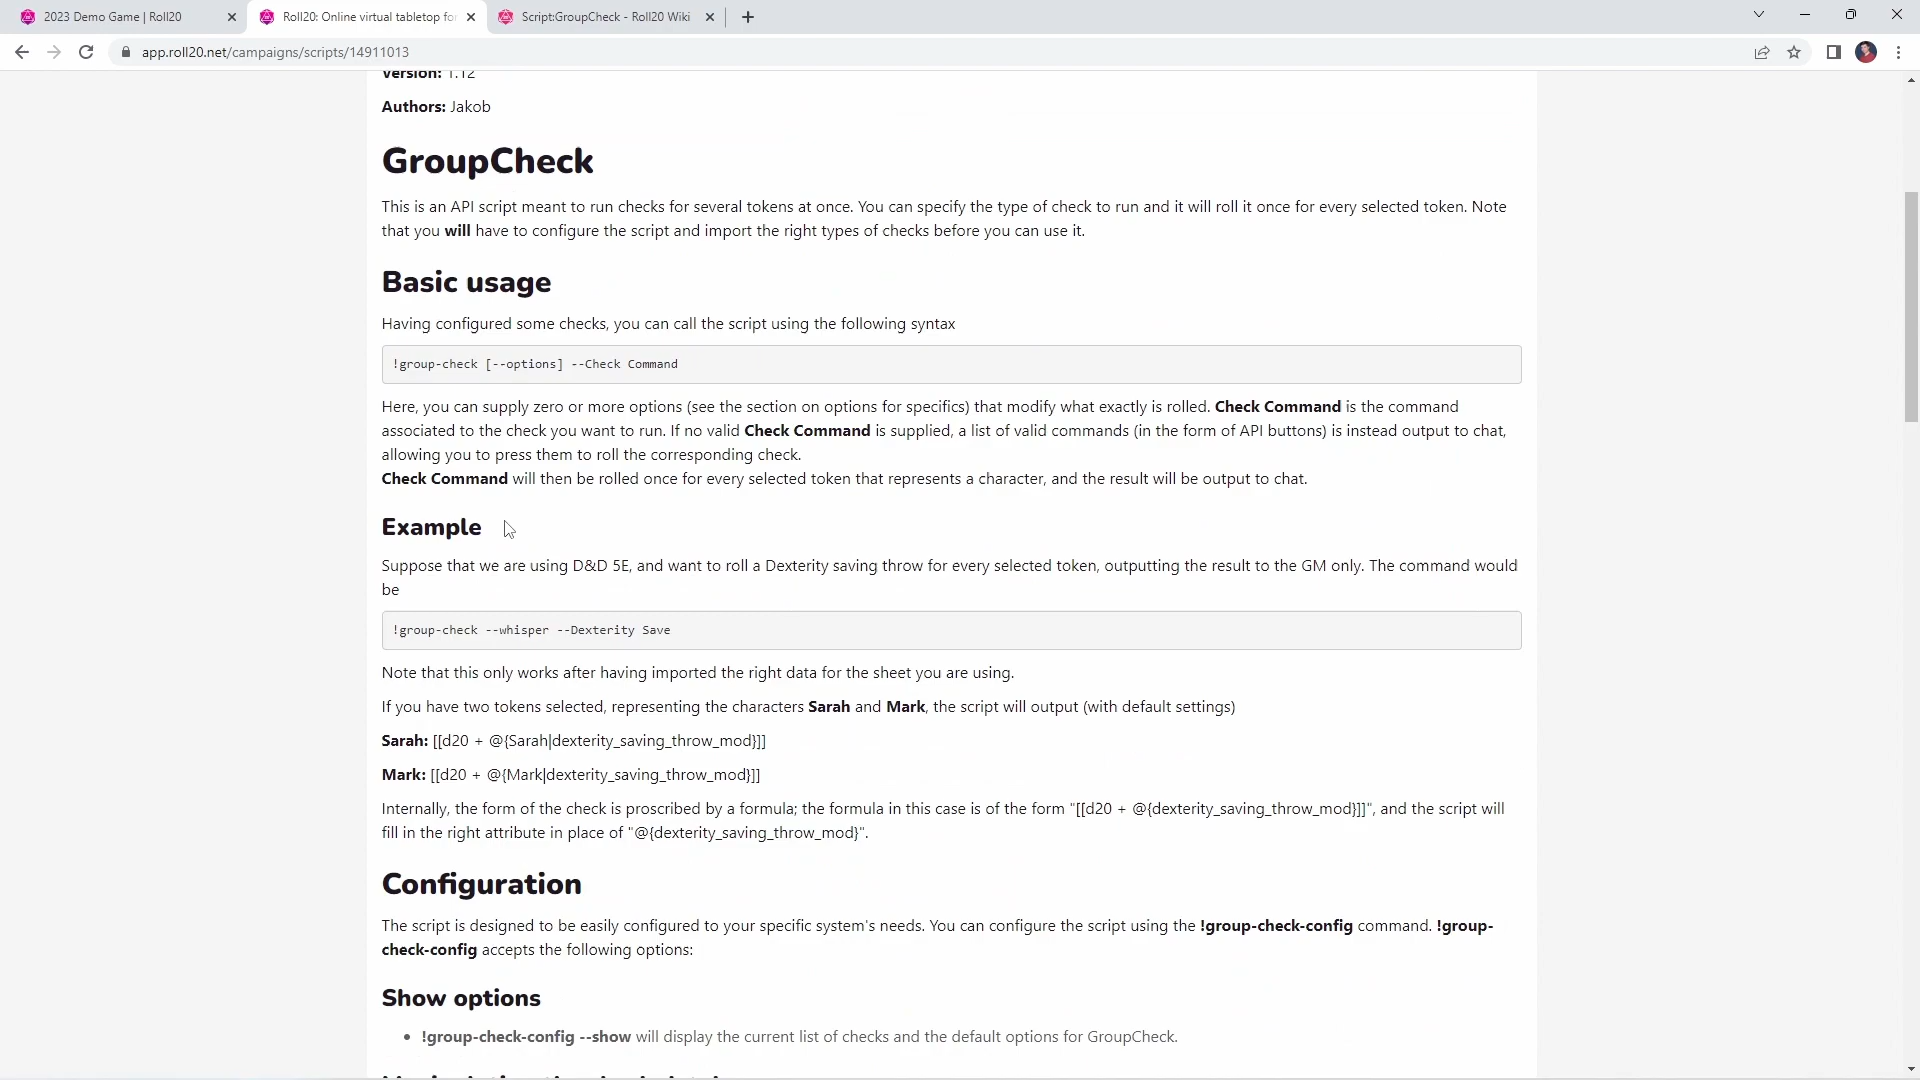 2023 Demo Game | Roll20
Roll20: Online virtual tabletop for
Script:GroupCheck - Roll20 Wiki
app.roll20.net/campaigns/scripts/14911013
Version: 1.12
Authors: Jakob
GroupCheck
This is an API script meant to run checks for several tokens at once. You can specify the type of check to run and it will roll it once for every selected token. Note
that you will have to configure the script and import the right types of checks before you can use it.
Basic usage
Having configured some checks, you can call the script using the following syntax
!group-check [--options] --Check Command
Here, you can supply zero or more options (see the section on options for specifics) that modify what exactly is rolled. Check Command is the command
associated to the check you want to run. If no valid Check Command is supplied, a list of valid commands (in the form of API buttons) is instead output to chat,
allowing you to press them to roll the corresponding check.
Check Command will then be rolled once for every selected token that represents a character, and the result will be output to chat.
Example
Suppose that we are using D&D 5E, and want to roll a Dexterity saving throw for every selected token, outputting the result to the GM only. The command would
be
!group-check --whisper --Dexterity Save
Note that this only works after having imported the right data for the sheet you are using.
If you have two tokens selected, representing the characters Sarah and Mark, the script will output (with default settings)
Sarah: [[d20 + @{Sarah|dexterity_saving_throw_mod}]]
Mark: [[d20 + @{Mark|dexterity_saving_throw_mod}]]
Internally, the form of the check is proscribed by a formula; the formula in this case is of the form "[[d20 + @{dexterity_saving_throw_mod}]]", and the script will
fill in the right attribute in place of "@{dexterity_saving_throw_mod}".
Configuration
The script is designed to be easily configured to your specific system's needs. You can configure the script using the !group-check-config command. !group-
check-config accepts the following options:
Show options
• !group-check-config --show will display the current list of checks and the default options for GroupCheck.